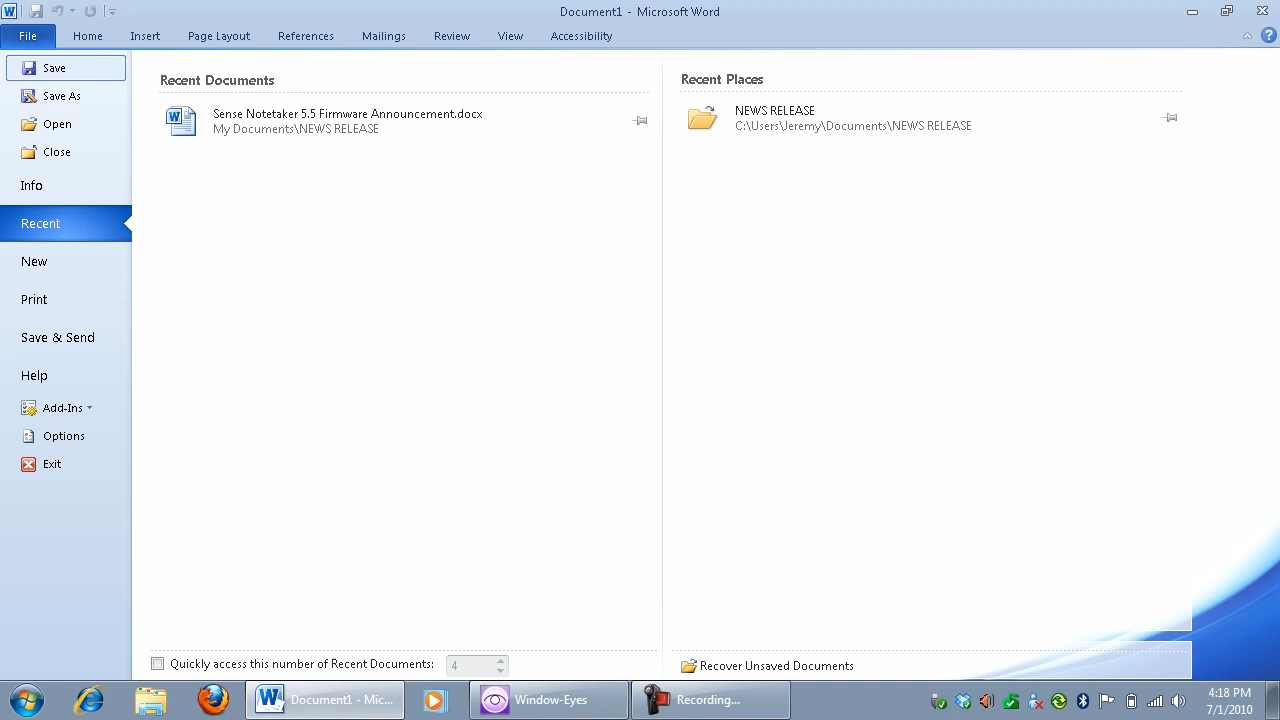 Document1 - Microsoft Word
File Home Insert Page Layout References Mailings Review View Accessibility
Save
Save As
Open
Close
Info
Recent
New
Print
Save & Send
Help
Add-Ins
Options
Exit
Recent Documents
Sense Notetaker 5.5 Firmware Announcement.docx
My Documents\NEWS RELEASE
Quickly access this number of Recent Documents: 4
Recent Places
NEWS RELEASE
C:\Users\Jeremy\Documents\NEWS RELEASE
Recover Unsaved Documents
Document1 - Mic...
Window-Eyes
Recording...
4:18 PM
7/1/2010